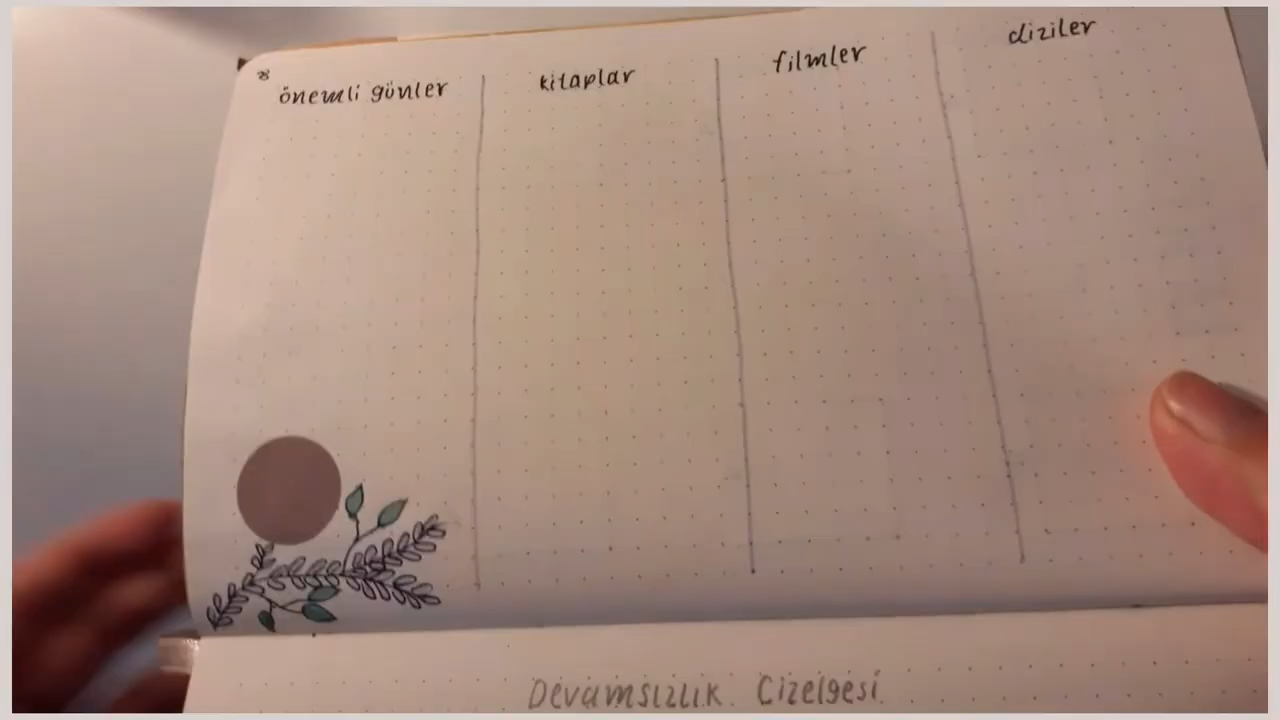 önemli günler
kitaplar
filmler
diziler
Devamsızlık Çizelgesi